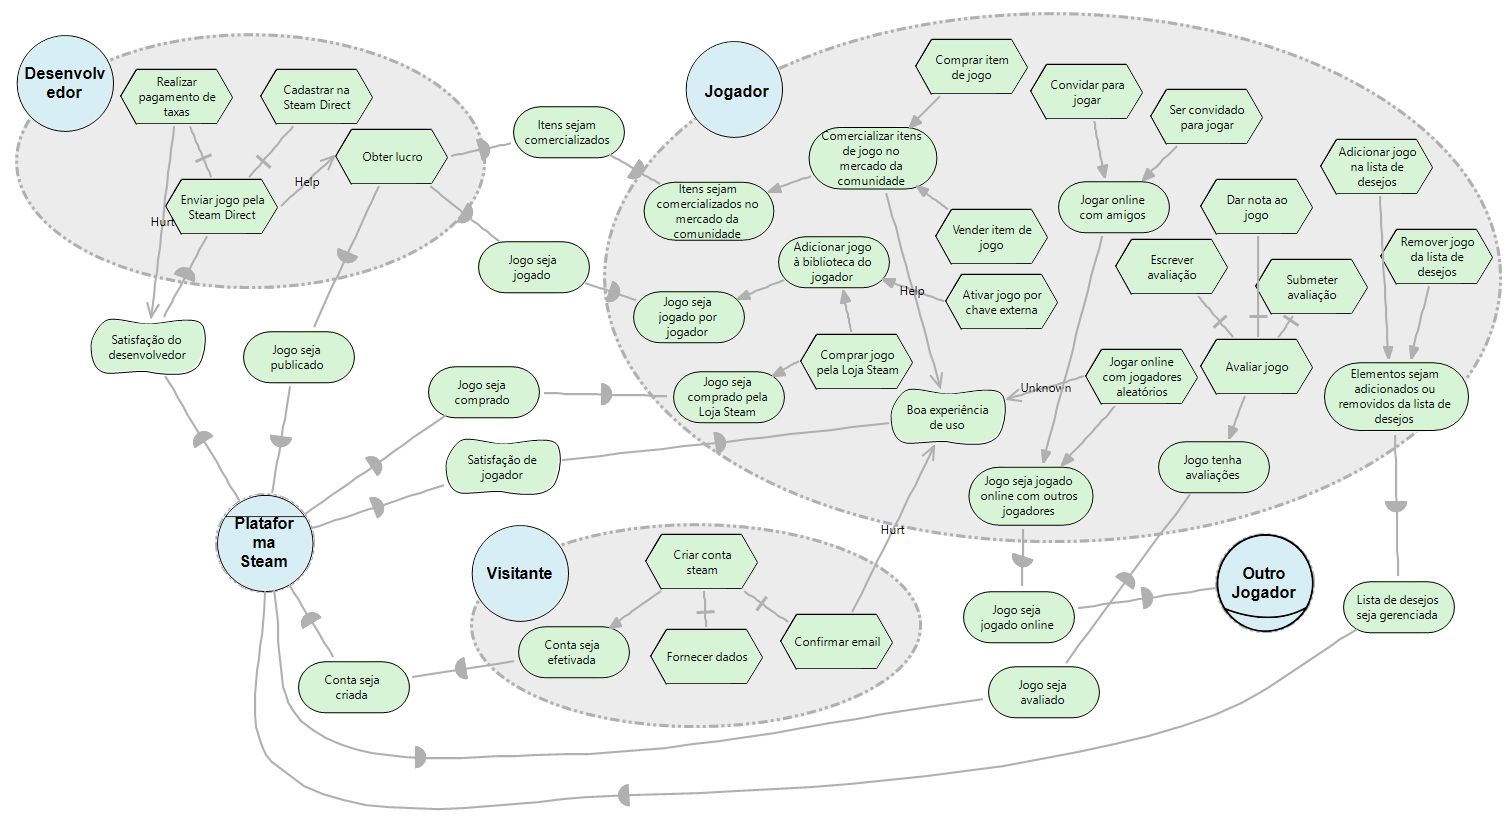 Desenvolv
edor
Realizar
pagamento de
taxas
Cadastrar na
Steam Direct
Obter lucro
Enviar jogo pela
Steam Direct
Help
Hurt
Satisfação do
desenvolvedor
Jogo seja
publicado
Itens sejam
comercializados
Jogo seja
jogado
Jogo seja
comprado
Satisfação de
jogador
Platafor
ma
Steam
Conta seja
criada
Jogador
Comprar item
de jogo
Convidar para
jogar
Ser convidado
para jogar
Comercializar itens
de jogo no
mercado da
comunidade
Itens sejam
comercializados no
mercado da
comunidade
Jogar online
com amigos
Adicionar jogo
na lista de
desejos
Dar nota ao
jogo
Vender item de
jogo
Adicionar jogo
à biblioteca do
jogador
Escrever
avaliação
Submeter
avaliação
Remover jogo
da lista de
desejos
Help
Ativar jogo por
chave externa
Jogo seja
jogado por
jogador
Comprar jogo
pela Loja Steam
Jogar online
com jogadores
aleatórios
Avaliar jogo
Jogo seja
comprado pela
Loja Steam
Unknown
Boa experiência
de uso
Elementos sejam
adicionados ou
removidos da lista de
desejos
Jogo tenha
avaliações
Jogo seja jogado
online com outros
jogadores
Hurt
Visitante
Criar conta
steam
Conta seja
efetivada
Fornecer dados
Confirmar email
Outro
Jogador
Jogo seja
jogado online
Lista de desejos
seja gerenciada
Jogo seja
avaliado